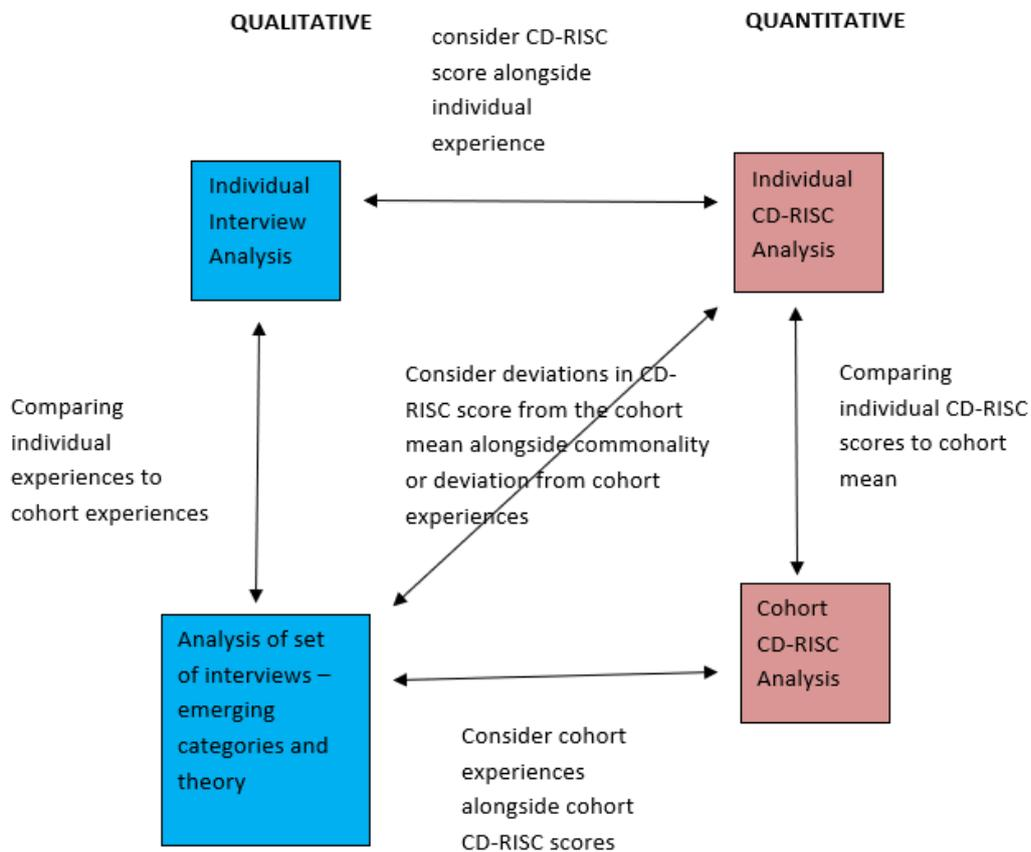 QUALITATIVE
QUANTITATIVE
consider CD-RISC
score alongside
individual
experience
Individual
Interview
Analysis
Individual
CD-RISC
Analysis
Comparing
individual
experiences to
cohort experiences
Consider deviations in CD-
RISC score from the cohort
mean alongside commonality
or deviation from cohort
experiences
Comparing
individual CD-RISC
scores to cohort
mean
Analysis of set
of interviews –
emerging
categories and
theory
Cohort
CD-RISC
Analysis
Consider cohort
experiences
alongside cohort
CD-RISC scores